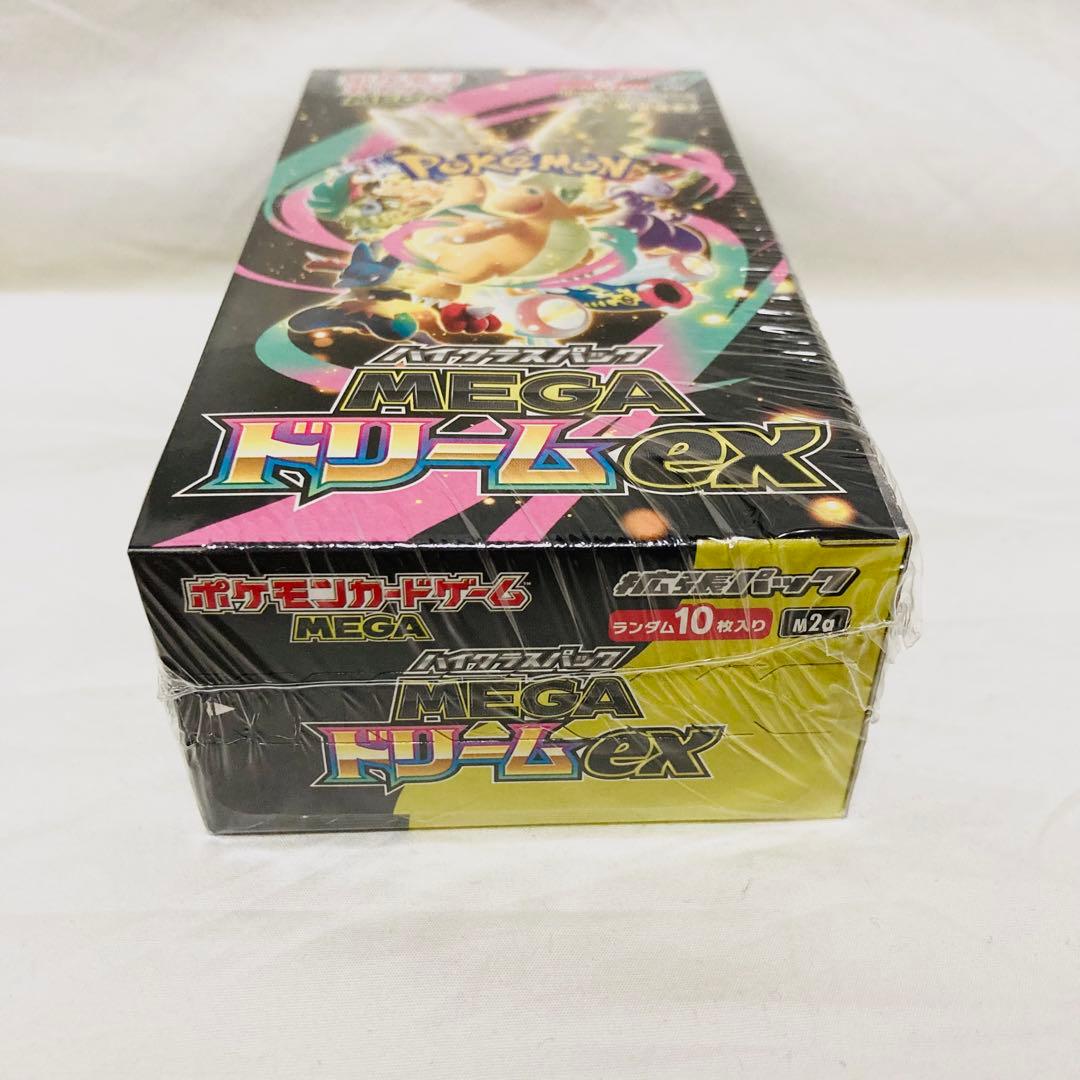 POKÉMON
ハイクラスパック
MEGA
ドリームex
ポケモンカードゲーム™
MEGA
拡張パック
ランダム10枚入り
M2a
ハイクラスパック
MEGA
ドリームex